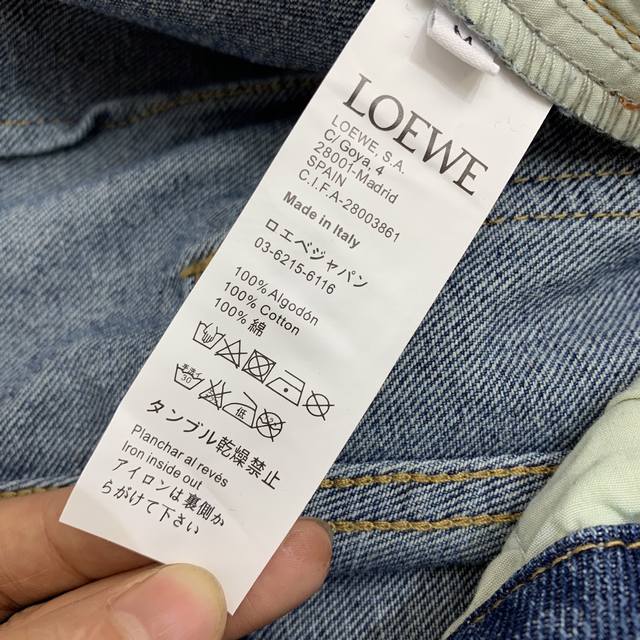 LOEWE
LOEWE S.A.
C/Goya, 4
28001-Madrid
SPAIN
C.I.F.A-28003861
Made in Italy
ロエベジャパン
03-6215-6116
100% Algodón
100% Cotton
100% 綿
タンブル乾燥禁止
Planchar al revés
Iron inside out
アイロンは裏側か
らがけて下さい